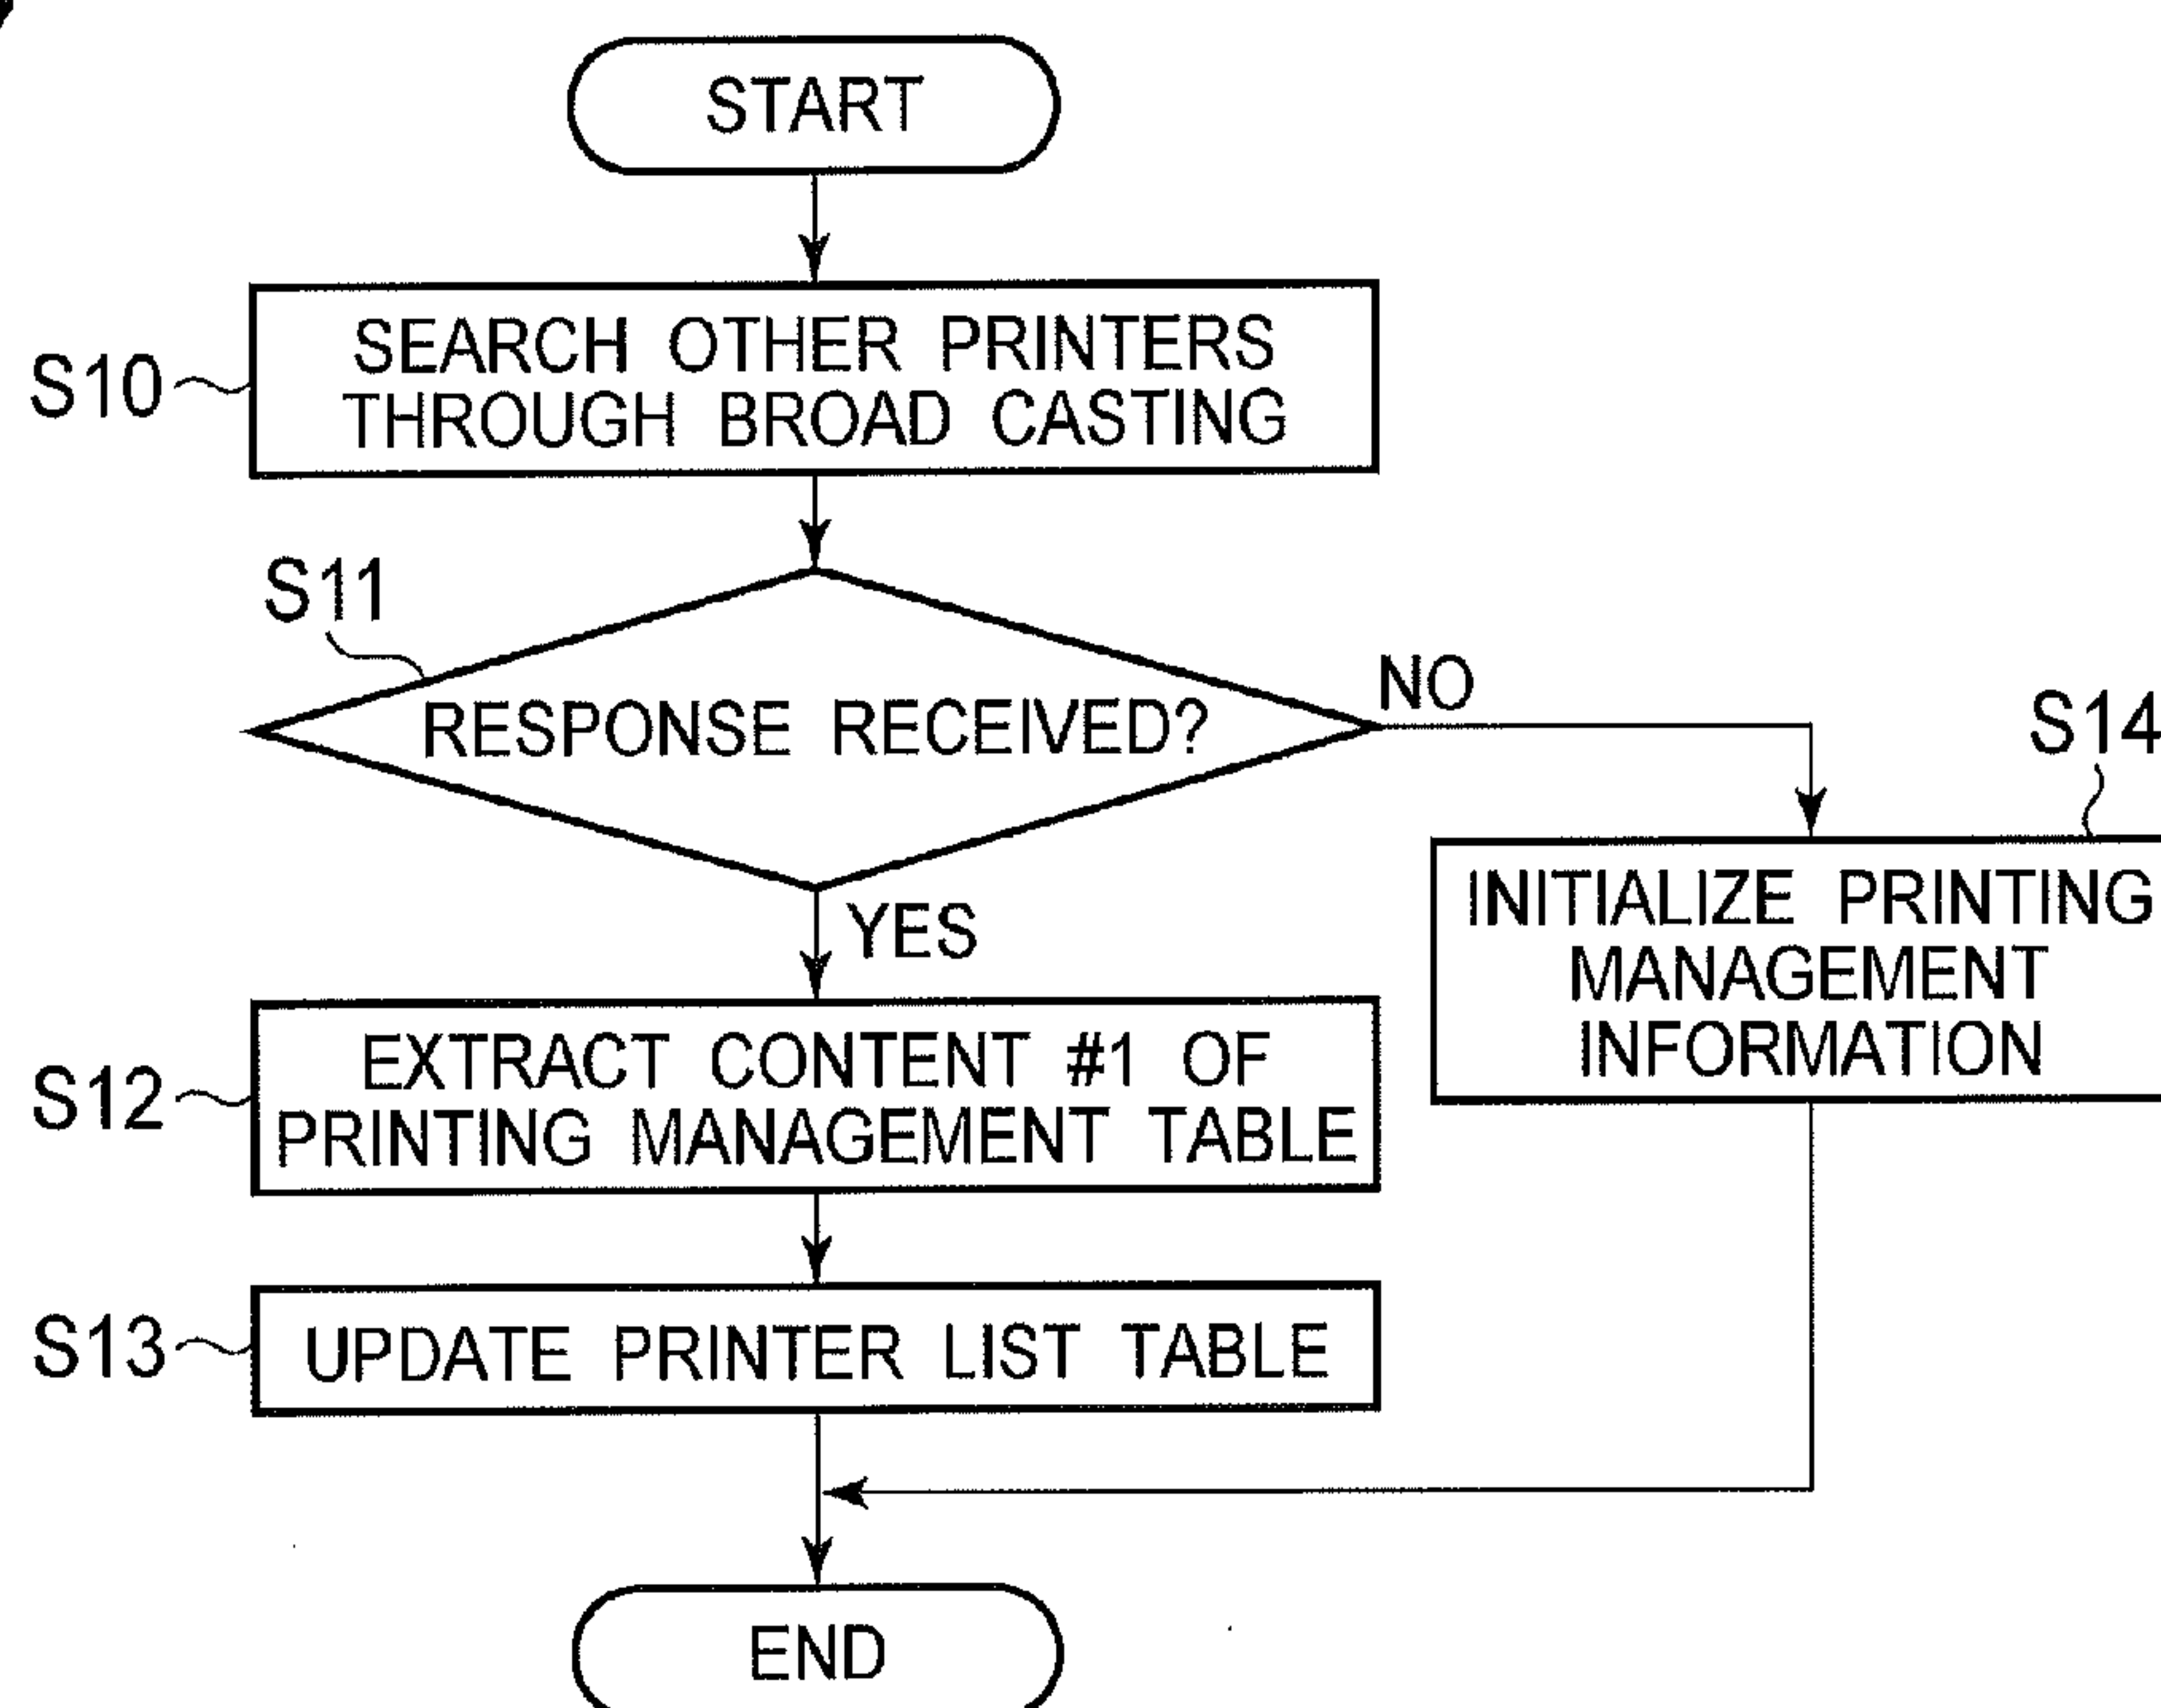 START
S10
SEARCH OTHER PRINTERS
THROUGH BROAD CASTING
S11
RESPONSE RECEIVED?
NO
YES
S14
INITIALIZE PRINTING
MANAGEMENT
INFORMATION
S12
EXTRACT CONTENT #1 OF
PRINTING MANAGEMENT TABLE
S13
UPDATE PRINTER LIST TABLE
END